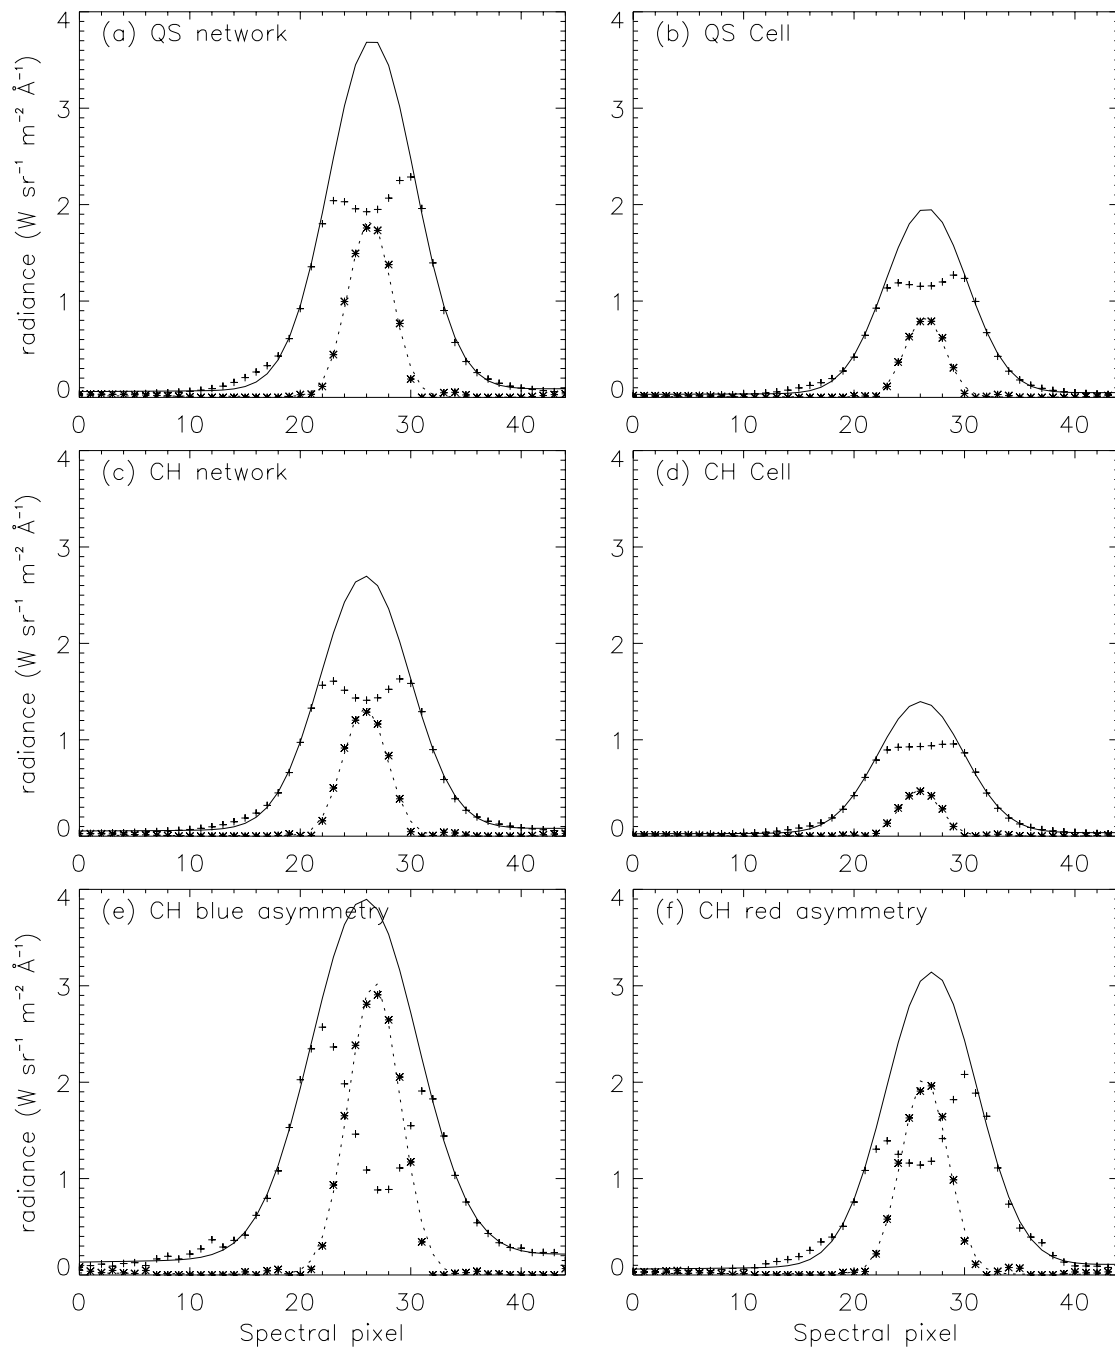 (a) QS network
(b) QS Cell
radiance (W sr⁻¹ m⁻² Å⁻¹)
4
3
2
1
0
0 10 20 30 40
4
3
2
1
0
0 10 20 30 40
(c) CH network
(d) CH Cell
radiance (W sr⁻¹ m⁻² Å⁻¹)
4
3
2
1
0
0 10 20 30 40
4
3
2
1
0
0 10 20 30 40
(e) CH blue asymmetry
(f) CH red asymmetry
radiance (W sr⁻¹ m⁻² Å⁻¹)
4
3
2
1
0
0 10 20 30 40
Spectral pixel
4
3
2
1
0
0 10 20 30 40
Spectral pixel